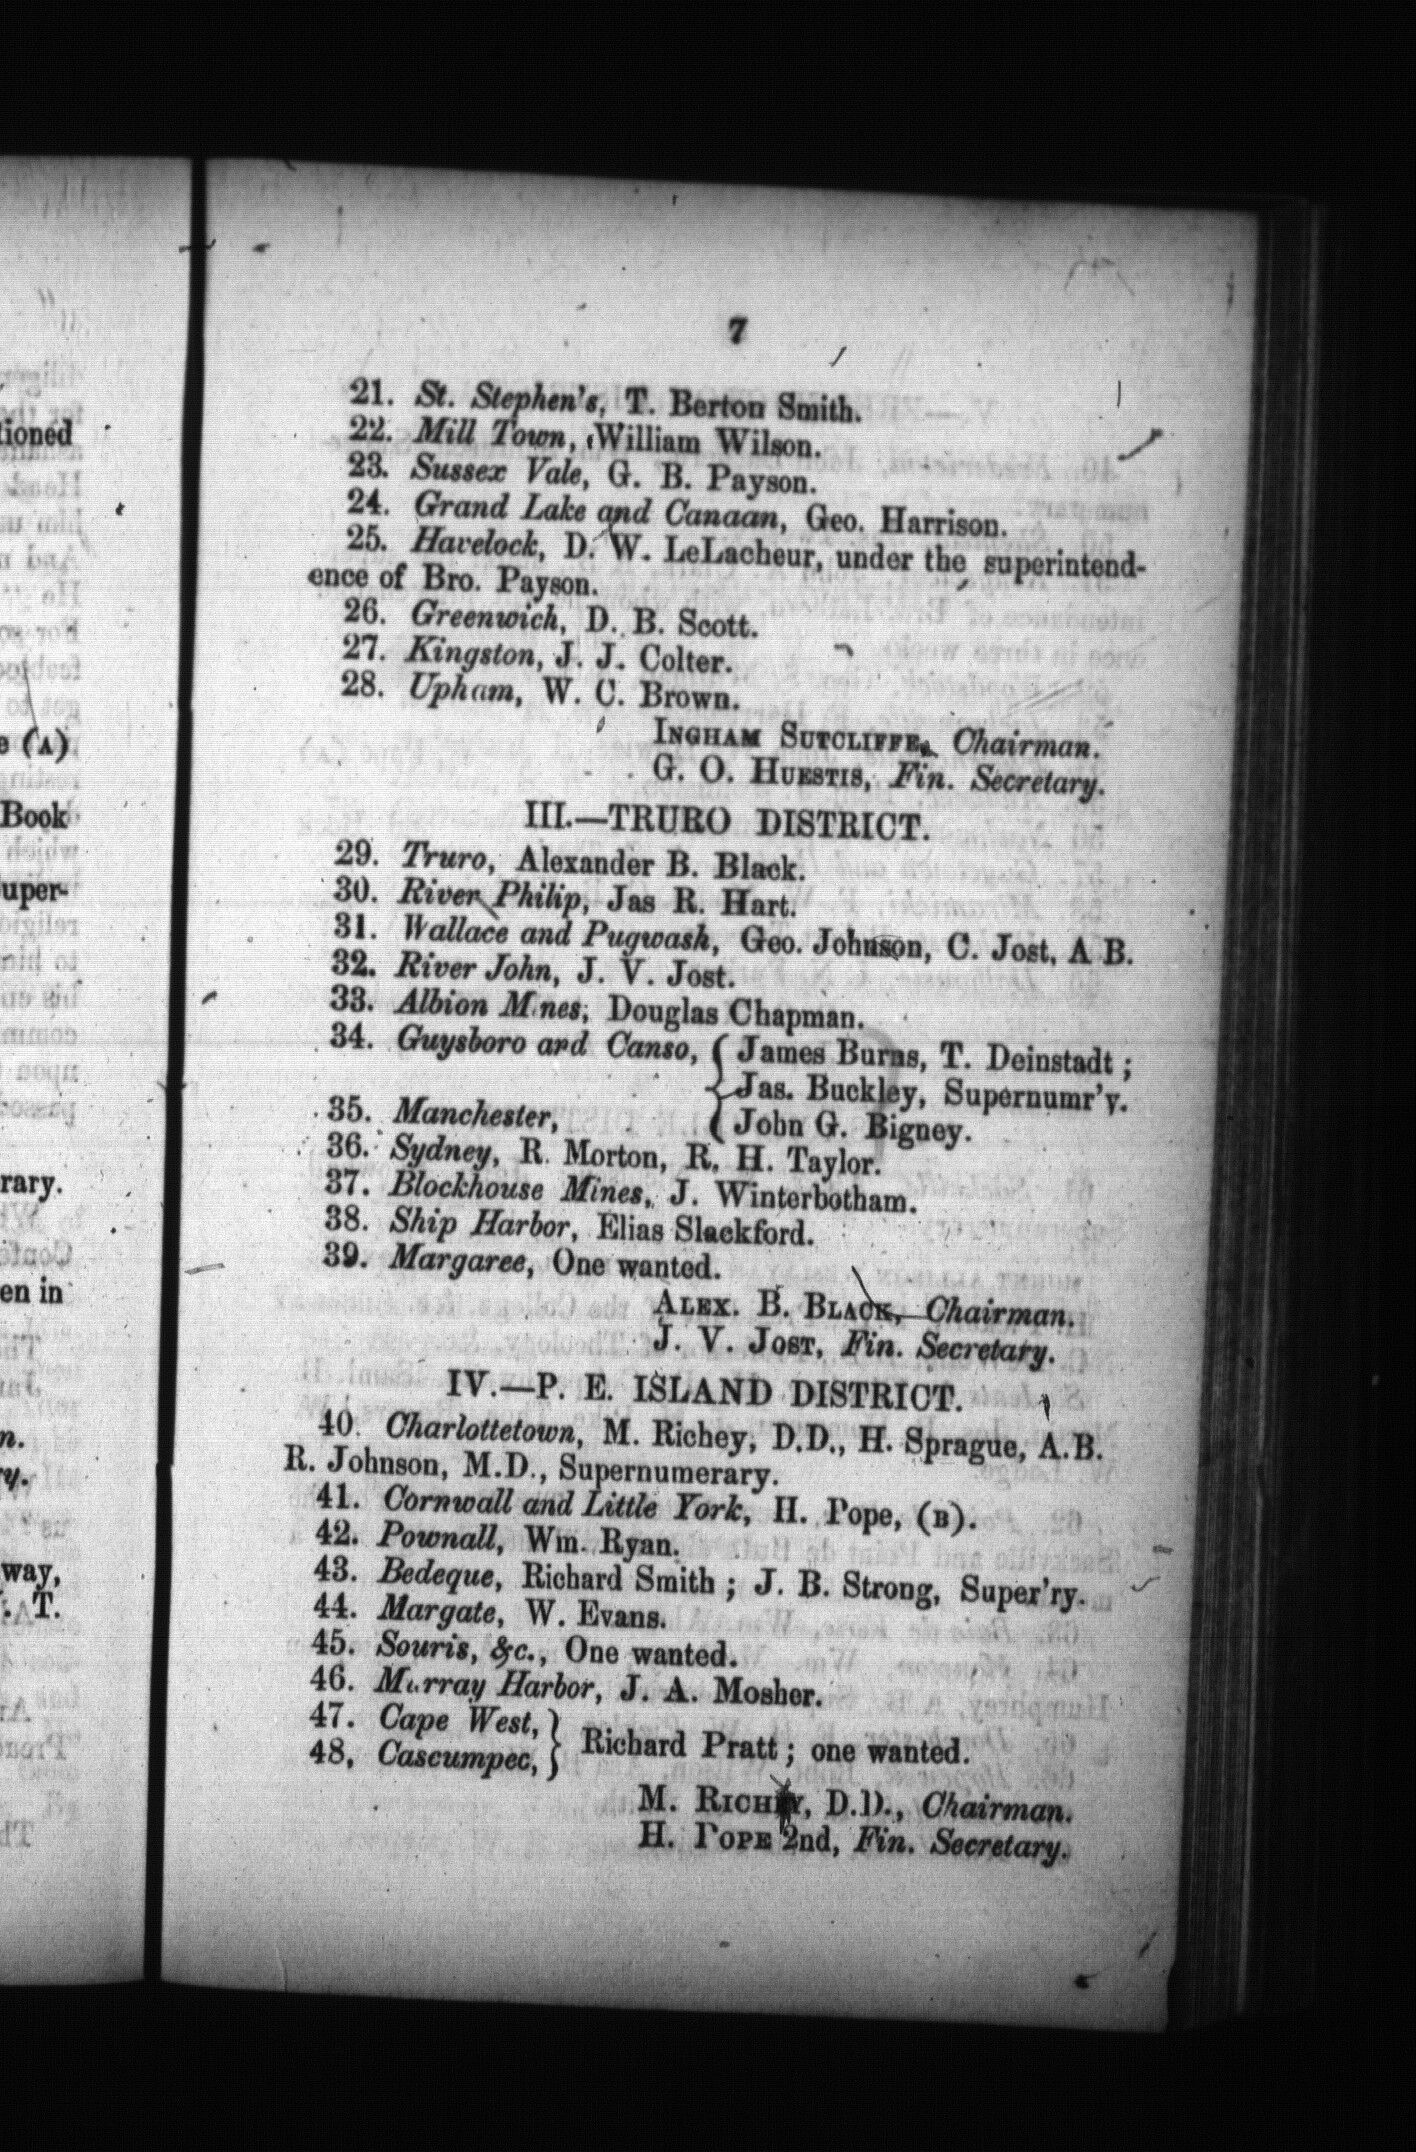 7
21. St. Stephen's, T. Berton Smith.
22. Mill Town, William Wilson.
23. Sussex Vale, G. B. Payson.
24. Grand Lake and Canaan, Geo. Harrison.
25. Havelock, D. W. LeLacheur, under the superintend-
ence of Bro. Payson.
26. Greenwich, D. B. Scott.
27. Kingston, J. J. Colter.
28. Upham, W. C. Brown.
INGHAM SUTCLIFFE, Chairman.
G. O. HUESTIS, Fin. Secretary.
III.—TRURO DISTRICT.
29. Truro, Alexander B. Black.
30. River Philip, Jas R. Hart.
31. Wallace and Pugwash, Geo. Johnson, C. Jost, A B.
32. River John, J. V. Jost.
33. Albion Mines, Douglas Chapman.
34. Guysboro and Canso, { James Burns, T. Deinstadt ;
Jas. Buckley, Supernumr'y.
35. Manchester, John G. Bigney.
36. Sydney, R. Morton, R. H. Taylor.
37. Blockhouse Mines, J. Winterbotham.
38. Ship Harbor, Elias Slackford.
39. Margaree, One wanted.
ALEX. B. BLACK, Chairman.
J. V. JOST, Fin. Secretary.
IV.—P. E. ISLAND DISTRICT.
40. Charlottetown, M. Richey, D.D., H. Sprague, A.B.
R. Johnson, M.D., Supernumerary.
41. Cornwall and Little York, H. Pope, (B).
42. Pownall, Wm. Ryan.
43. Bedeque, Richard Smith ; J. B. Strong, Super'ry.
44. Margate, W. Evans.
45. Souris, &c., One wanted.
46. Murray Harbor, J. A. Mosher.
47. Cape West, } Richard Pratt ; one wanted.
48, Cascumpec,
M. RICHEY, D.D., Chairman.
H. POPE 2nd, Fin. Secretary.
tioned
e (A)
Book
uper-
rary.
en in
n.
ry.
way,
. T.